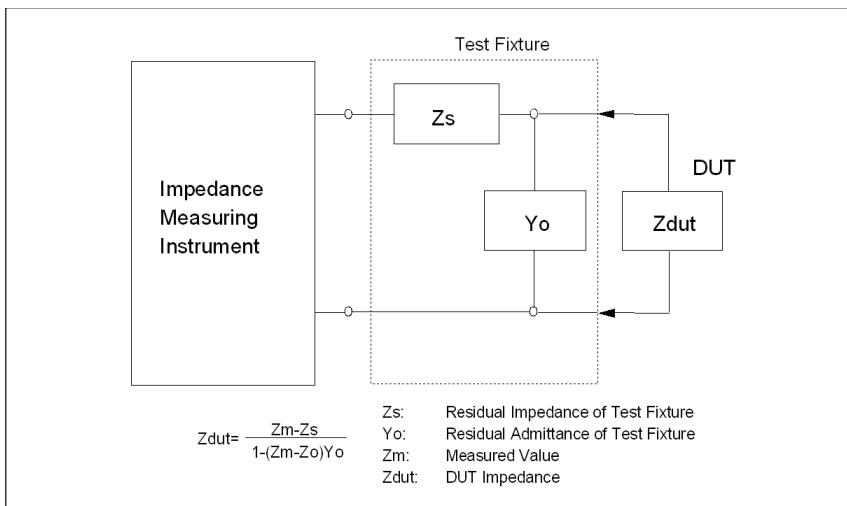 Test Fixture
Zs
Impedance
Measuring
Instrument
Yo
DUT
Zdut
Zdut= Zm-Zs
1-(Zm-Zo)Yo
Zs: Residual Impedance of Test Fixture
Yo: Residual Admittance of Test Fixture
Zm: Measured Value
Zdut: DUT Impedance